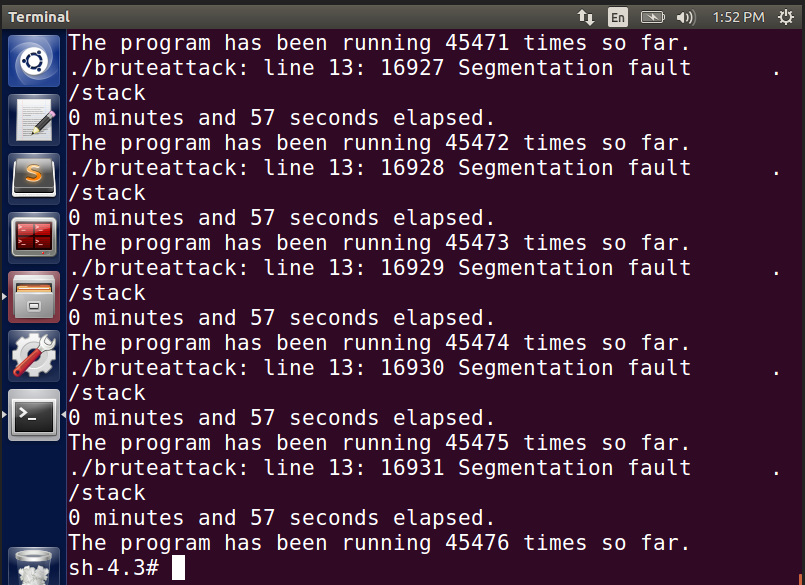 Terminal
En
1:52 PM
The program has been running 45471 times so far.
./bruteattack: line 13: 16927 Segmentation fault      .
/stack
0 minutes and 57 seconds elapsed.
The program has been running 45472 times so far.
./bruteattack: line 13: 16928 Segmentation fault      .
/stack
0 minutes and 57 seconds elapsed.
The program has been running 45473 times so far.
./bruteattack: line 13: 16929 Segmentation fault      .
/stack
0 minutes and 57 seconds elapsed.
The program has been running 45474 times so far.
./bruteattack: line 13: 16930 Segmentation fault      .
/stack
0 minutes and 57 seconds elapsed.
The program has been running 45475 times so far.
./bruteattack: line 13: 16931 Segmentation fault      .
/stack
0 minutes and 57 seconds elapsed.
The program has been running 45476 times so far.
sh-4.3#